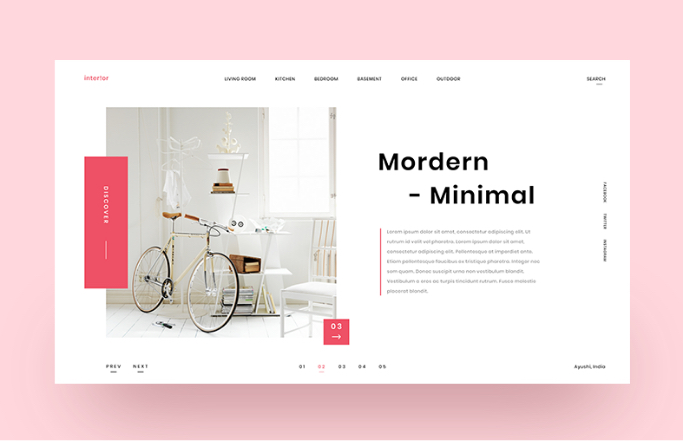 interior
LIVING ROOM KITCHEN BEDROOM BASEMENT OFFICE OUTDOOR
SEARCH
DISCOVER
Mordern
- Minimal
Lorem ipsum dolor sit amet, consectetur adipiscing elit. Ut
rutrum id velit vel pharetra. Lorem ipsum dolor sit amet,
consectetur adipiscing elit. Pellentesque at imperdiet eros.
Etiam pellentesque faucibus ex tristique pharetra. Integer nec
sem quam. Donec suscipit urna non vestibulum blandit.
Vestibulum a eros ac turpis tincidunt rutrum. Fusce molestie
placerat blandit.
FACEBOOK
TWITTER
INSTAGRAM
03
PREV NEXT
01 02 03 04 05
Ayushi, India